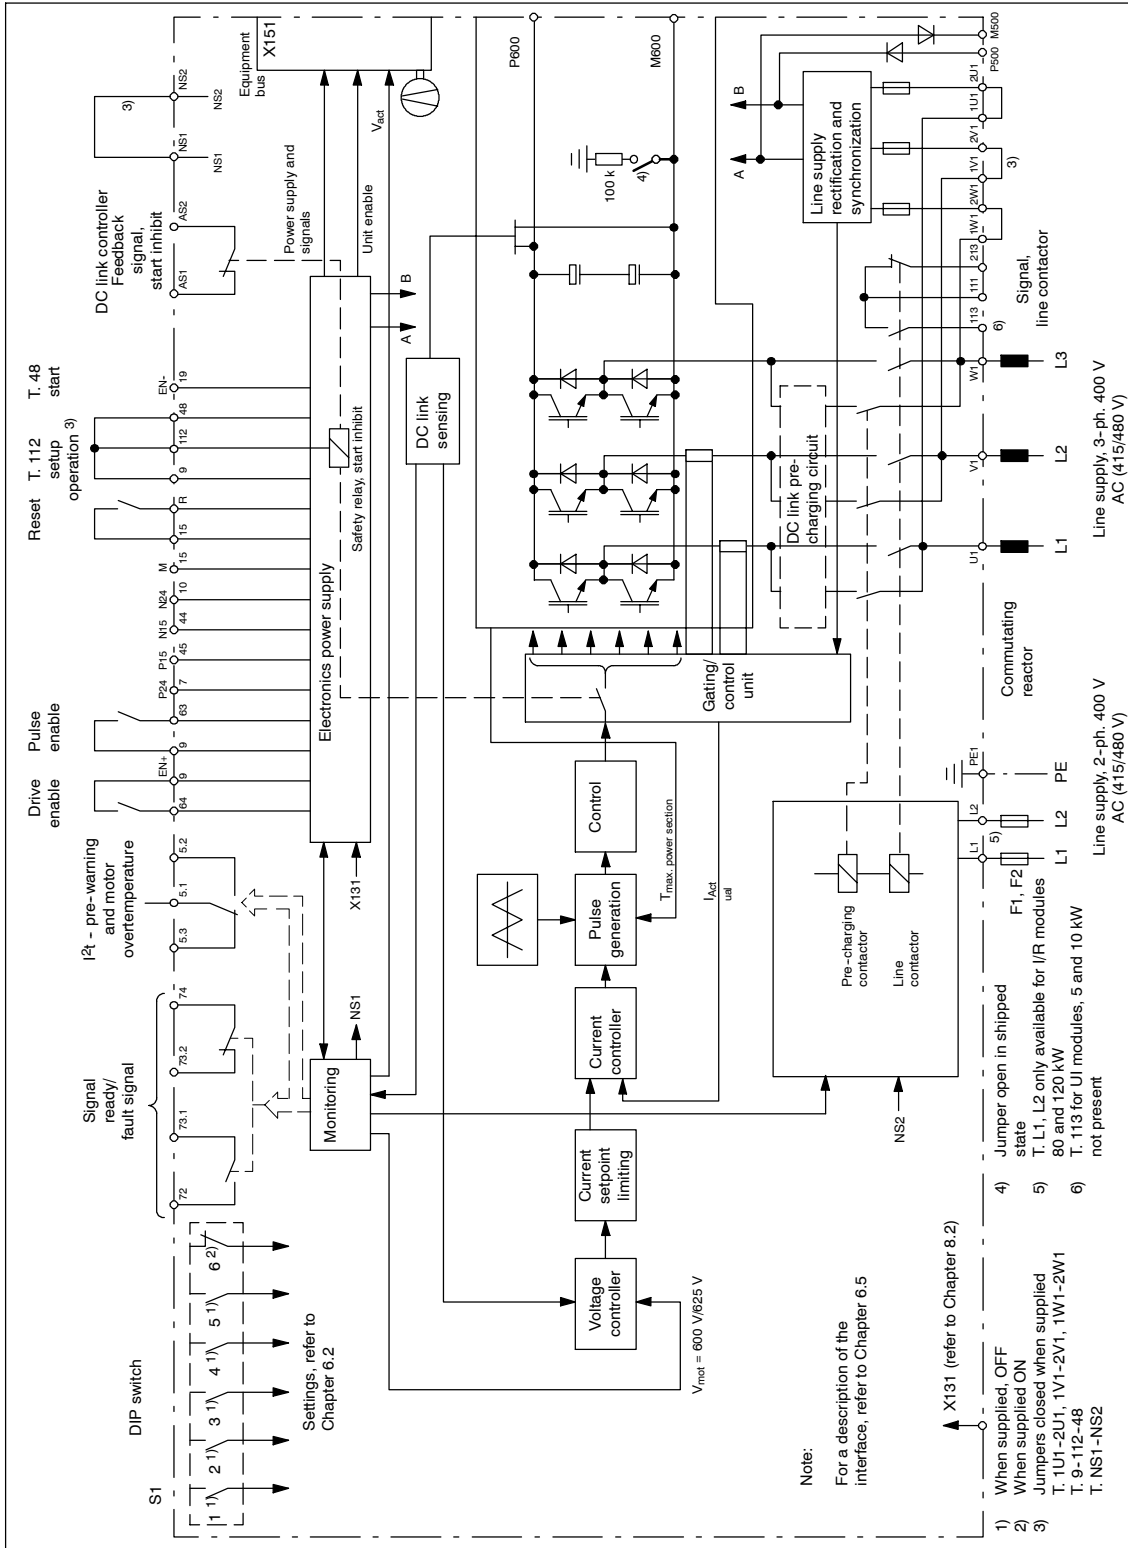 S1
DIP switch
1 1)
2 1)
3 1)
4 1)
5 1)
6 2)
Settings, refer to
Chapter 6.2
Signal
ready/
fault signal
72
73.1
73.2
74
I²t - pre-warning
and motor
overtemperature
5.3
5.1
5.2
Drive
enable
64
9
EN+
Pulse
enable
9
63
P24
7
P15
45
N15
44
N24
10
M
15
Reset
15
R
T. 112
setup
operation 3)
9
112
48
T. 48
start
EN-
19
DC link controller
Feedback
signal,
start inhibit
AS1
AS2
3)
NS1
NS2
NS1
NS2
Equipment
bus
X151
Monitoring
NS1
X131
Electronics power supply
Safety relay, start inhibit
Power supply and
signals
Unit enable
Vact
A
B
DC link
sensing
P600
M600
100 k
4)
Voltage
controller
Vmot = 600 V/625 V
Current
setpoint
limiting
Current
controller
Pulse
generation
Control
Tmax, power section
IAct
ual
Gating/
control
unit
DC link pre-
charging circuit
A
B
Line supply
rectification and
synchronization
NS2
Pre-charging
contactor
Line
contactor
L1
L2
PE1
5)
F1, F2
L1
L2
PE
Line supply, 2-ph. 400 V
AC (415/480 V)
Commutating
reactor
U1
V1
W1
L1
L2
L3
Line supply, 3-ph. 400 V
AC (415/480 V)
113
111
213
6)
Signal,
line contactor
1W1
2W1
1V1
2V1
1U1
2U1
3)
P500
M500
Note:
For a description of the
interface, refer to Chapter 6.5
X131 (refer to Chapter 8.2)
1) When supplied, OFF
2) When supplied ON
3) Jumpers closed when supplied
T. 1U1-2U1, 1V1-2V1, 1W1-2W1
T. 9-112-48
T. NS1-NS2
4) Jumper open in shipped
state
5) T. L1, L2 only available for I/R modules
80 and 120 kW
6) T. 113 for UI modules, 5 and 10 kW
not present